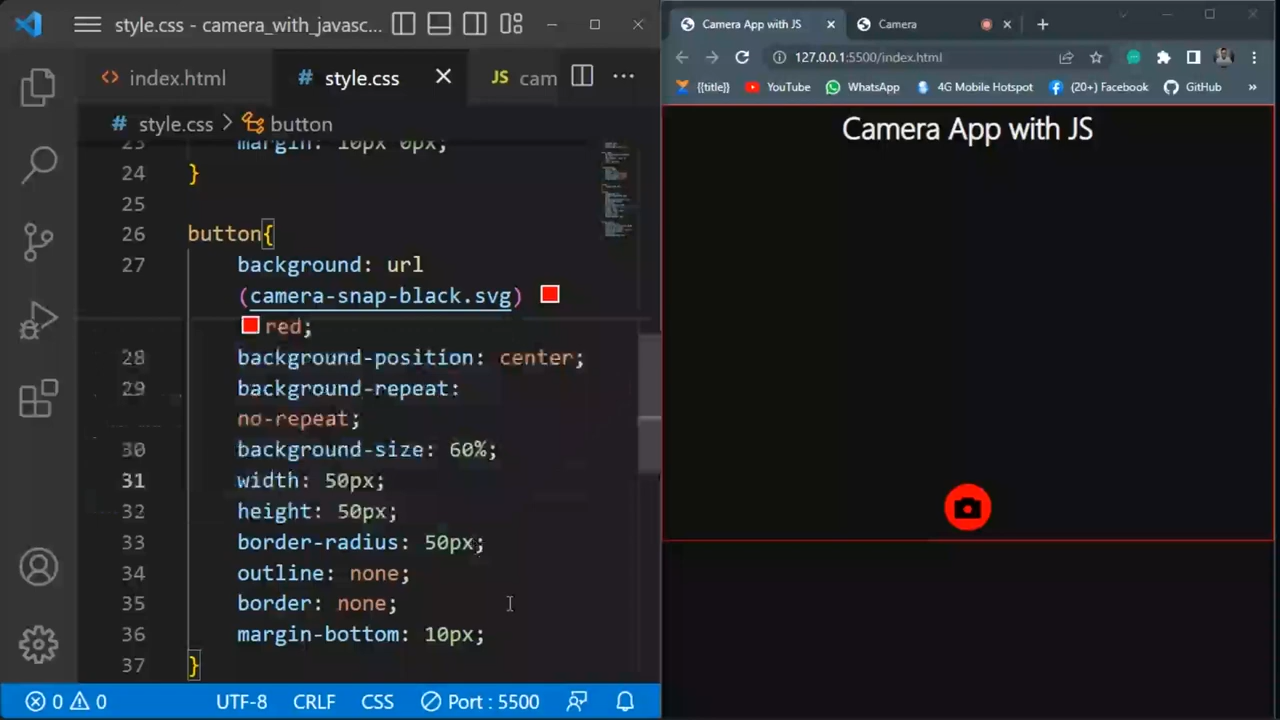 style.css - camera_with_javasc...
index.html
# style.css
JS cam
# style.css > button
23 margin: 10px 0px;
24 }
25
26 button{
27 background: url
(camera-snap-black.svg)
red;
28 background-position: center;
29 background-repeat:
no-repeat;
30 background-size: 60%;
31 width: 50px;
32 height: 50px;
33 border-radius: 50px;
34 outline: none;
35 border: none;
36 margin-bottom: 10px;
37 }
0 0 UTF-8 CRLF CSS Port : 5500
Camera App with JS
Camera
127.0.0.1:5500/index.html
{{title}} YouTube WhatsApp 4G Mobile Hotspot (20+) Facebook GitHub »
Camera App with JS